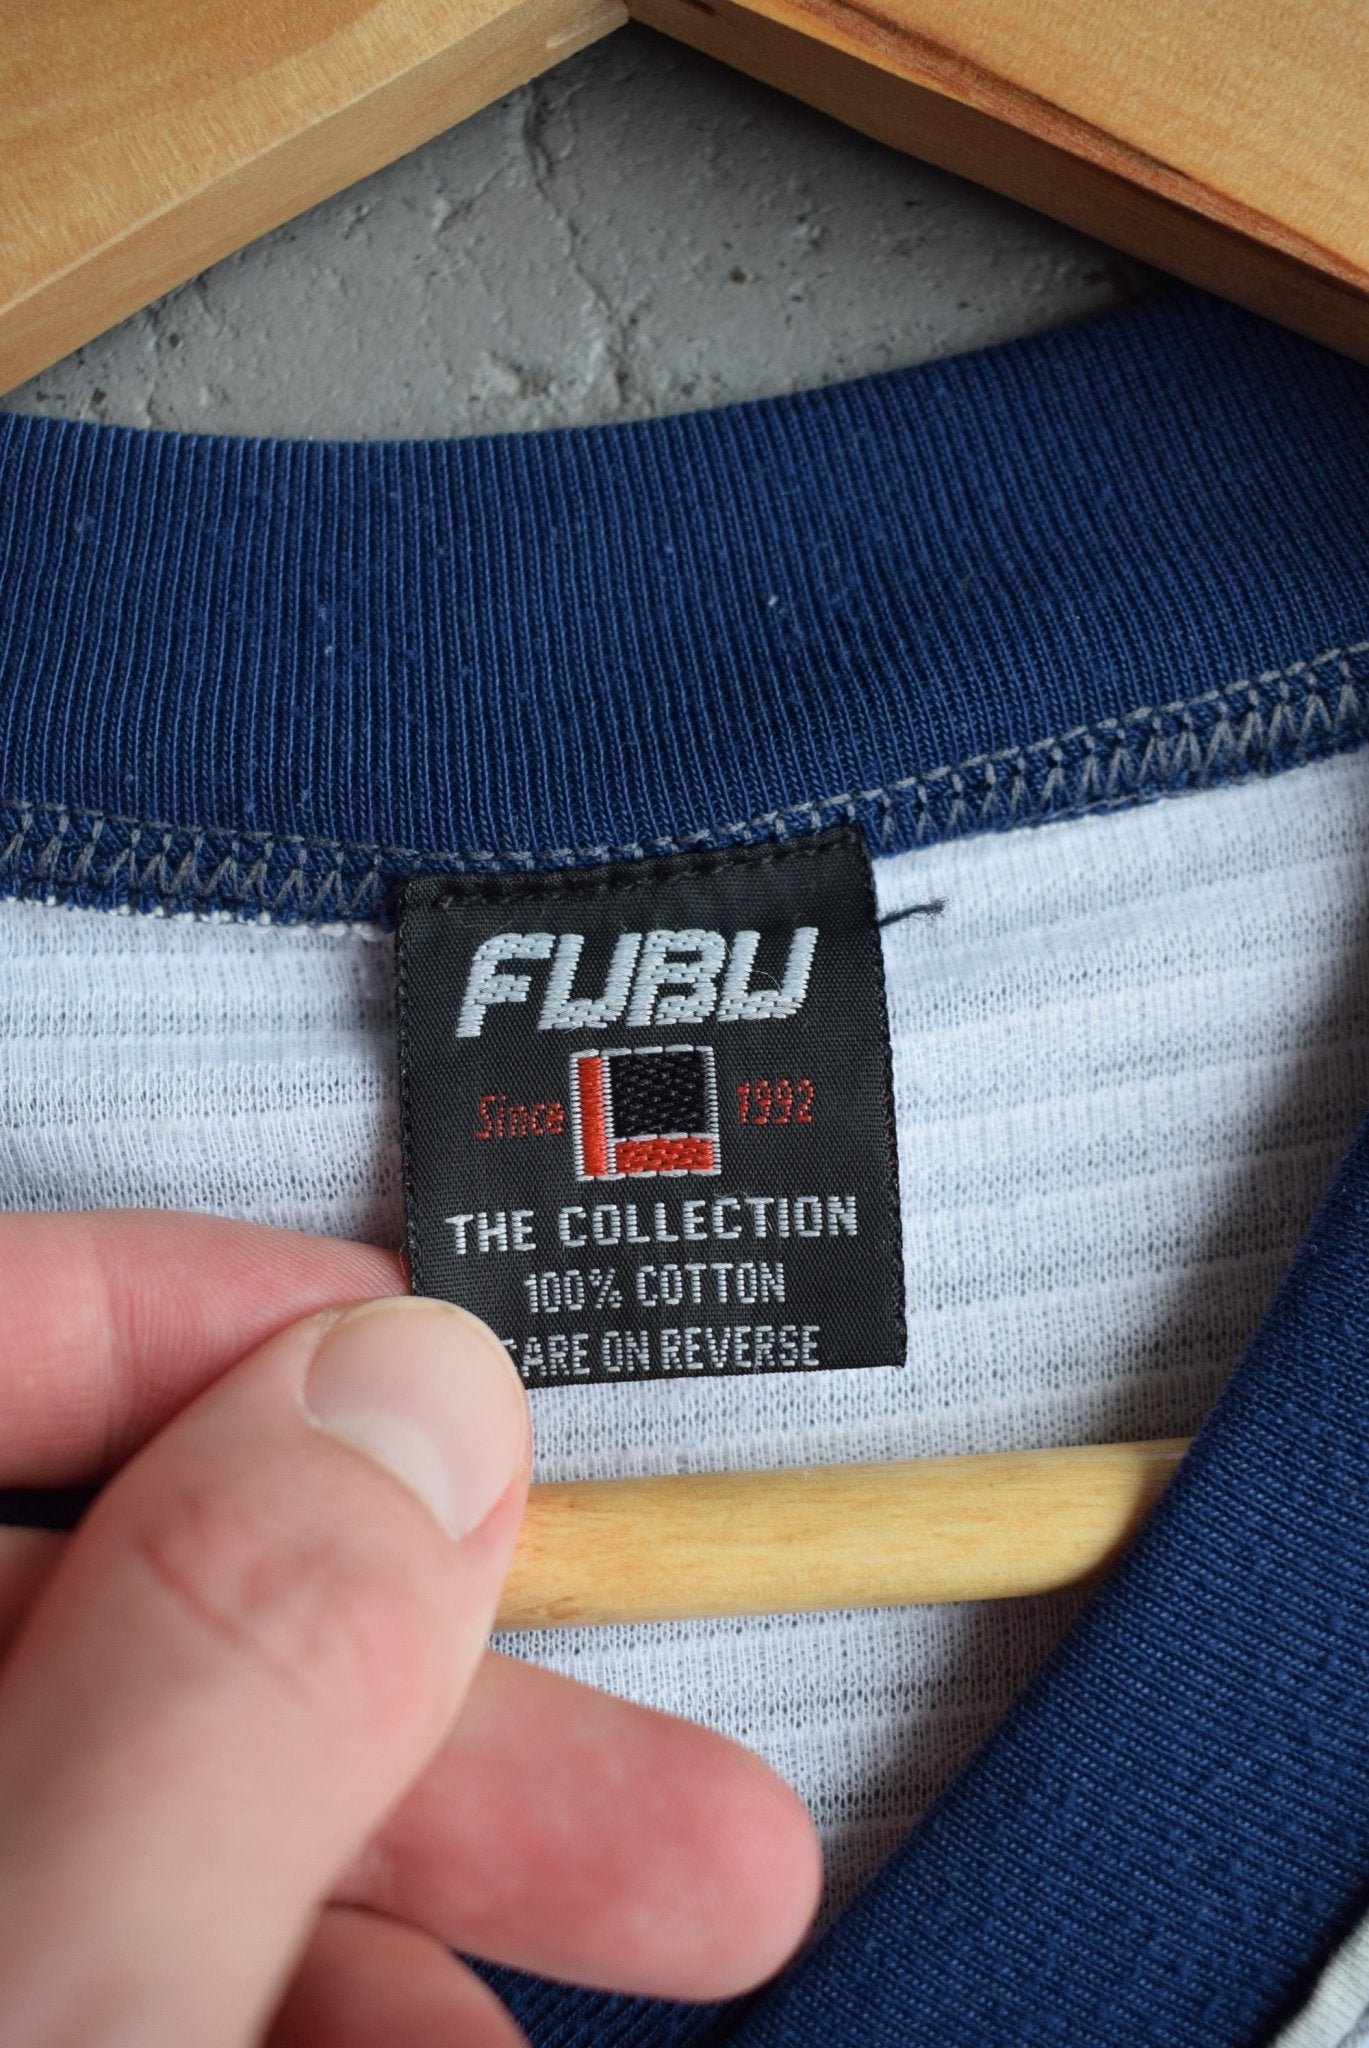 FUBU
Since 1992
THE COLLECTION
100% COTTON
CARE ON REVERSE